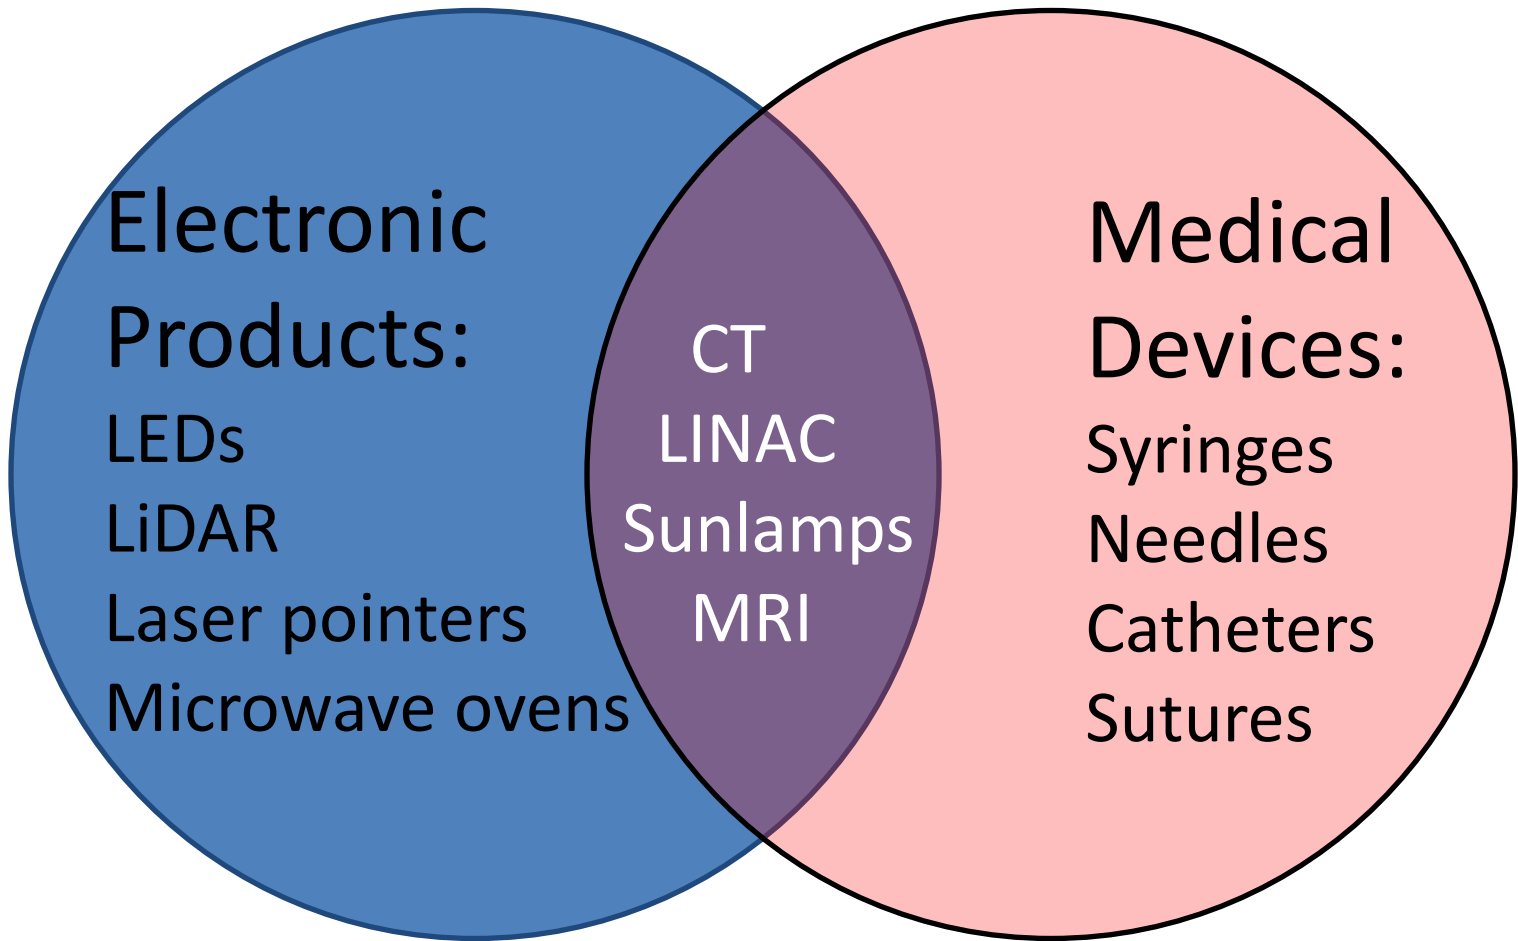 Electronic
Products:
LEDs
LiDAR
Laser pointers
Microwave ovens
CT
LINAC
Sunlamps
MRI
Medical
Devices:
Syringes
Needles
Catheters
Sutures